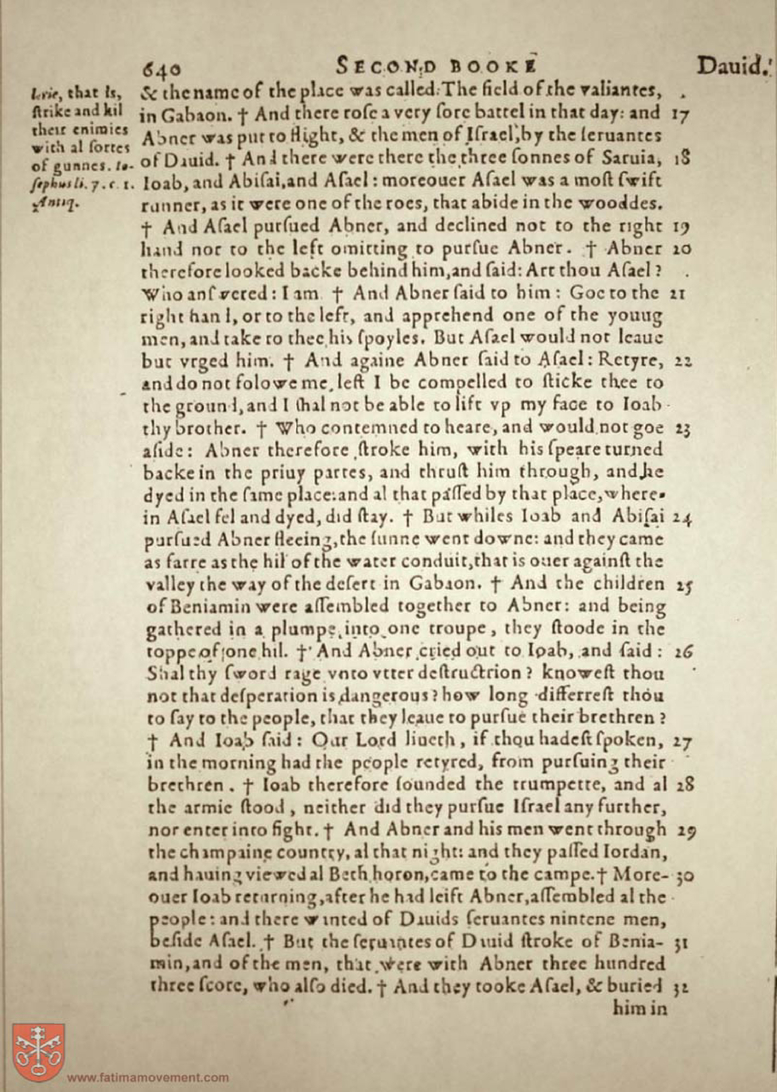 640 SECOND BOOKE Dauid.
lerie, that is,
ſtrike and kil
their enimies
with al ſortes
of gunnes. Io-
ſephus li. 7. c. 1.
Antiq.
& the name of the place was called: The field of the valiantes,
in Gabaon. † And there roſe a very ſore battel in that day: and 17
Abner was put to flight, & the men of Iſrael, by the ſeruantes
of Dauid. † And there were there the three ſonnes of Saruia, 18
Ioab, and Abiſai, and Aſael: moreouer Aſael was a moſt ſwift
runner, as it were one of the roes, that abide in the wooddes.
† And Aſael purſued Abner, and declined not to the right 19
hand nor to the left omitting to purſue Abner. † Abner 20
therefore looked backe behind him, and ſaid: Art thou Aſael?
Who anſwered: I am. † And Abner ſaid to him: Goe to the 21
right hand, or to the left, and apprehend one of the youug
men, and take to thee his ſpoyles. But Aſael would not leaue
but vrged him. † And againe Abner ſaid to Aſael: Retyre, 22
and do not folowe me, leſt I be compelled to ſticke thee to
the ground, and I ſhal not be able to lift vp my face to Ioab
thy brother. † Who contemned to heare, and would not goe 23
aſide: Abner therefore ſtroke him, with his ſpeare turned
backe in the priuy partes, and thruſt him through, and he
dyed in the ſame place: and al that paſſed by that place, where-
in Aſael fel and dyed, did ſtay. † But whiles Ioab and Abiſai 24
purſued Abner fleeing, the ſunne went downe: and they came
as farre as the hil of the water conduit, that is ouer againſt the
valley the way of the deſert in Gabaon. † And the children 25
of Beniamin were aſſembled together to Abner: and being
gathered in a plumpe into one troupe, they ſtoode in the
toppe of one hil. † And Abner cried out to Ioab, and ſaid: 26
Shal thy ſword rage vnto vtter deſtruction? knoweſt thou
not that deſperation is dangerous? how long differreſt thou
to ſay to the people, that they leaue to purſue their brethren?
† And Ioab ſaid: Our Lord liueth, if thou hadeſt ſpoken, 27
in the morning had the people retyred, from purſuing their
brethren. † Ioab therefore ſounded the trumpette, and al 28
the armie ſtood, neither did they purſue Iſrael any further,
nor enter into fight. † And Abner and his men went through 29
the champaine country, al that night: and they paſſed Iordan,
and hauing viewed al Beth horon, came to the campe. † More- 30
ouer Ioab returning, after he had leift Abner, aſſembled al the
people: and there wanted of Dauids ſeruantes nintene men,
beſide Aſael. † But the ſeruantes of Dauid ſtroke of Benia- 31
min, and of the men, that were with Abner three hundred
three ſcore, who alſo died. † And they tooke Aſael, & buried 32
him in
www.fatimamovement.com